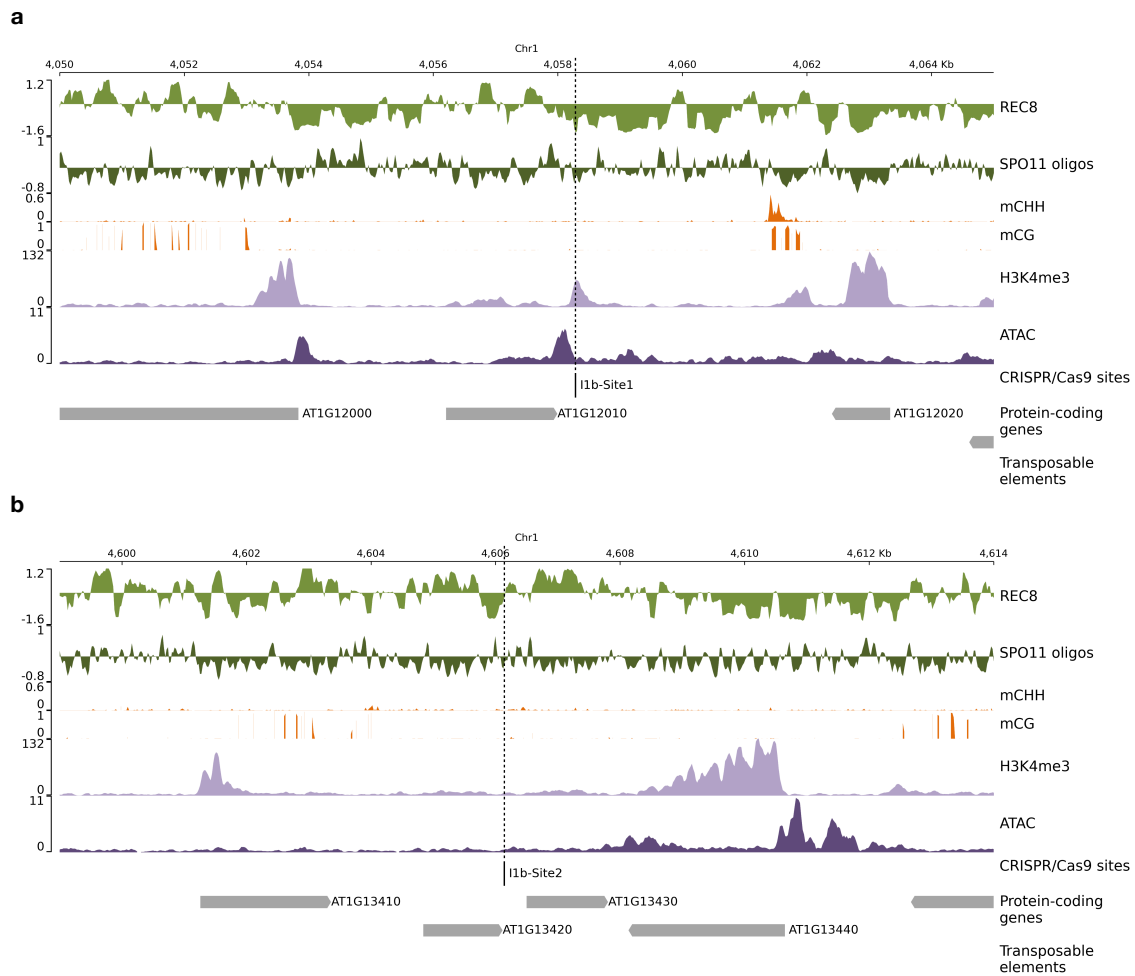 a
Chr1
4,050 4,052 4,054 4,056 4,058 4,060 4,062 4,064 Kb
1.2
REC8
-1.6
1
SPO11 oligos
-0.8
0.6
mCHH
0
1
mCG
0
132
H3K4me3
0
11
ATAC
0
CRISPR/Cas9 sites
I1b-Site1
AT1G12000
AT1G12010
AT1G12020
Protein-coding
genes
Transposable
elements
b
Chr1
4,600 4,602 4,604 4,606 4,608 4,610 4,612 Kb 4,614
1.2
REC8
-1.6
1
SPO11 oligos
-0.8
0.6
mCHH
0
1
mCG
0
132
H3K4me3
0
11
ATAC
0
CRISPR/Cas9 sites
I1b-Site2
AT1G13410
AT1G13430
Protein-coding
genes
AT1G13420
AT1G13440
Transposable
elements